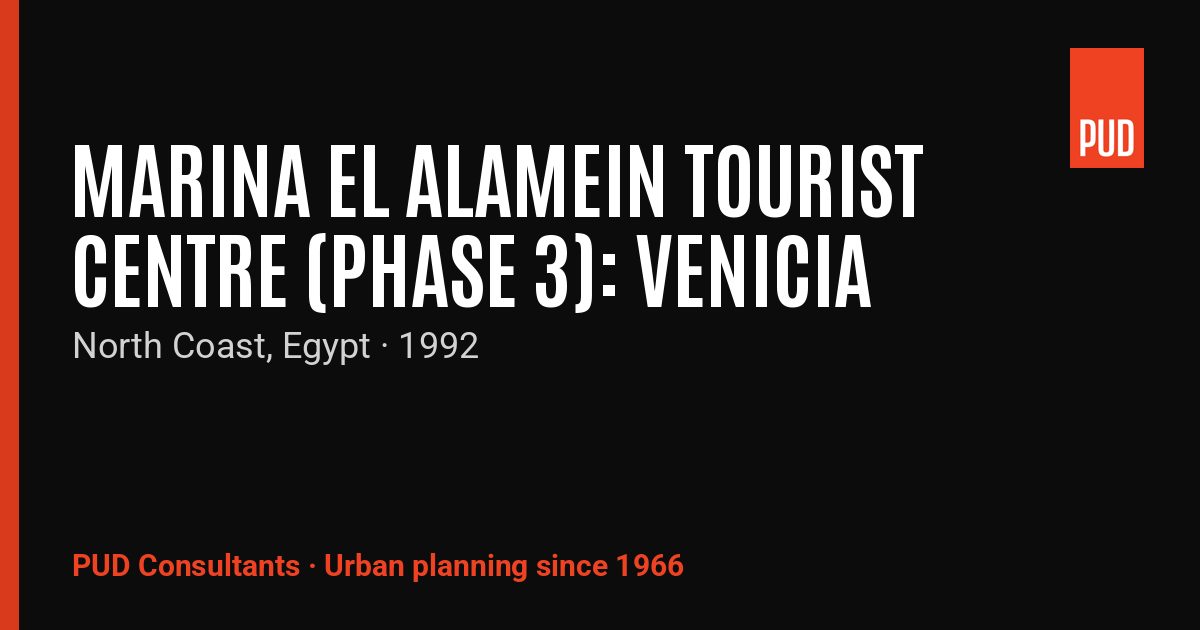 PUD
MARINA EL ALAMEIN TOURIST
CENTRE (PHASE 3): VENICIA
North Coast, Egypt · 1992
PUD Consultants · Urban planning since 1966